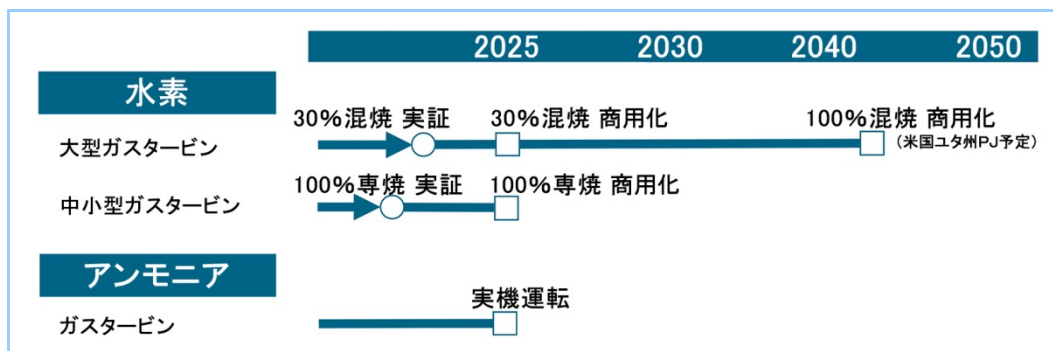 2025 2030 2040 2050
水素
30%混焼 実証 30%混焼 商用化 100%混焼 商用化
大型ガスタービン (米国ユタ州PJ予定)
100%専焼 実証 100%専焼 商用化
中小型ガスタービン
アンモニア
実機運転
ガスタービン